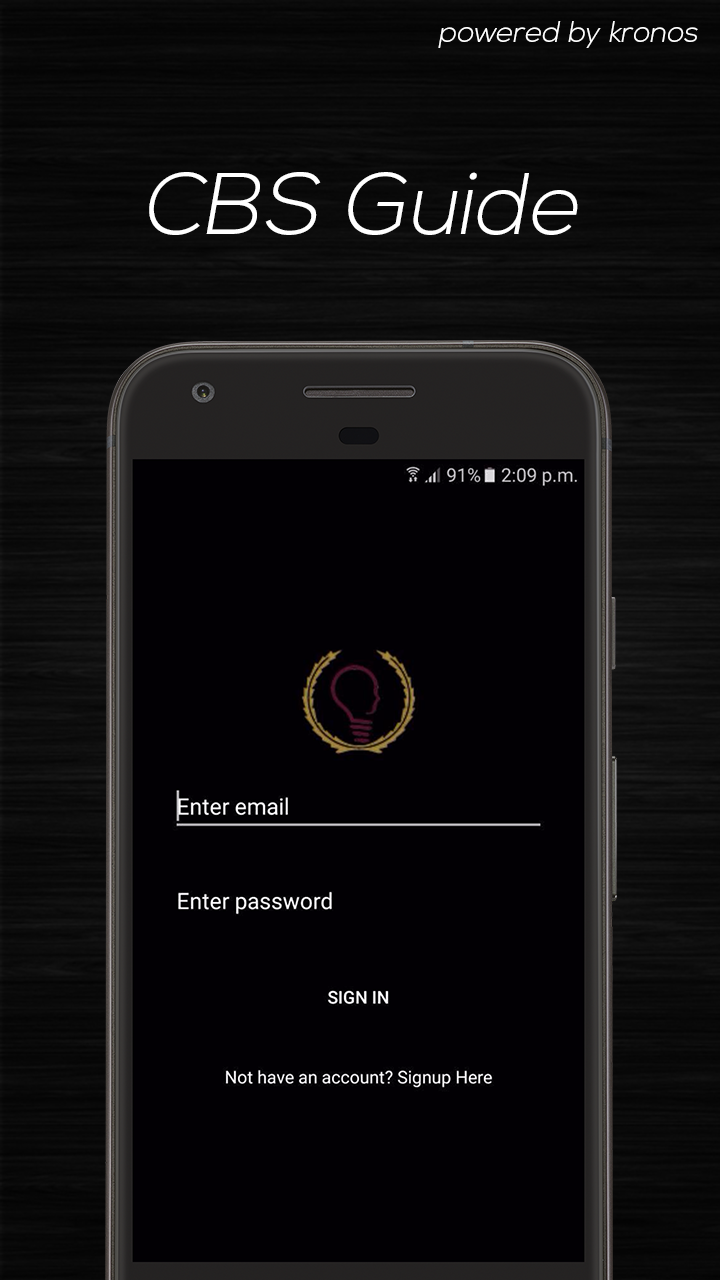 powered by kronos
CBS Guide
91% 2:09 p.m.
Enter email
Enter password
SIGN IN
Not have an account? Signup Here